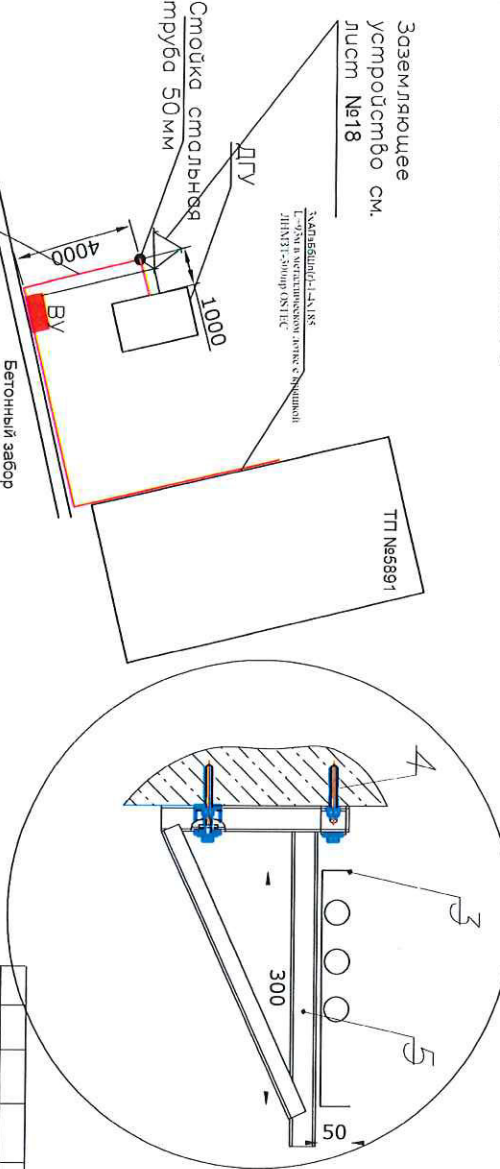 Заземляющее
устройство см.
лист №18
ДГУ
Стойка стальная
труба 50мм
4000
1000
ВУ
Бетонный забор
ТП №5891
4
3
5
300
50